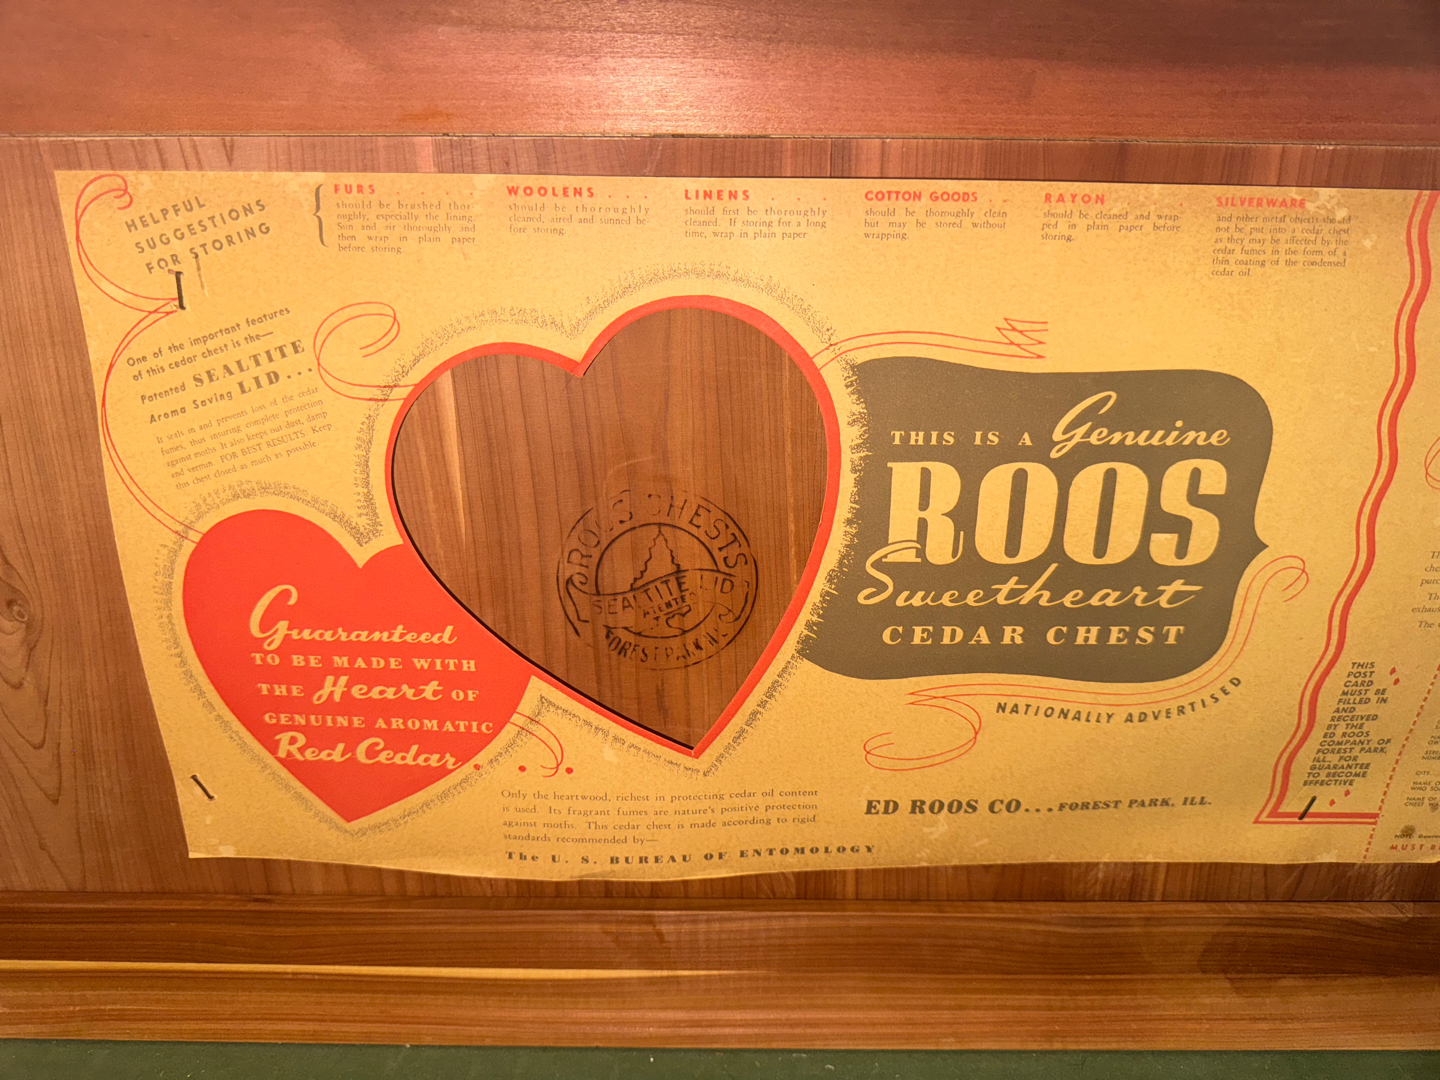 HELPFUL
SUGGESTIONS
FOR STORING
FURS . . . . .
should be brushed thor-
oughly, especially the lining.
Sun and air thoroughly and
then wrap in plain paper
before storing.
WOOLENS . . .
should be thoroughly
cleaned, aired and sunned be-
fore storing.
LINENS . . .
should first be thoroughly
cleaned. If storing for a long
time, wrap in plain paper
COTTON GOODS . .
should be thoroughly clean
but may be stored without
wrapping.
RAYON . . . .
should be cleaned and wrap-
ped in plain paper before
storing.
SILVERWARE
and other metal objects should
not be put into a cedar chest
as they may be affected by the
cedar fumes in the form of a
thin coating of the condensed
cedar oil.
One of the important features
of this cedar chest is the—
Patented SEALTITE
Aroma Saving LID...
It seals in and prevents loss of the cedar
fumes, thus insuring complete protection
against moths. It also keeps out dust, damp
and vermin. FOR BEST RESULTS: Keep
this chest closed as much as possible.
Guaranteed
TO BE MADE WITH
THE Heart OF
GENUINE AROMATIC
Red Cedar
ROOS CHESTS
SEALTITE LID
PATENTED
FOREST PARK ILL.
THIS IS A Genuine
ROOS
Sweetheart
CEDAR CHEST
NATIONALLY ADVERTISED
Only the heartwood, richest in protecting cedar oil content
is used. Its fragrant fumes are nature's positive protection
against moths. This cedar chest is made according to rigid
standards recommended by—
The U. S. BUREAU OF ENTOMOLOGY
ED ROOS CO...FOREST PARK, ILL.
THIS
POST
CARD
MUST BE
FILLED IN
AND
RECEIVED
BY THE
ED ROOS
COMPANY OF
FOREST PARK,
ILL., FOR
GUARANTEE
TO BECOME
EFFECTIVE
MUST B